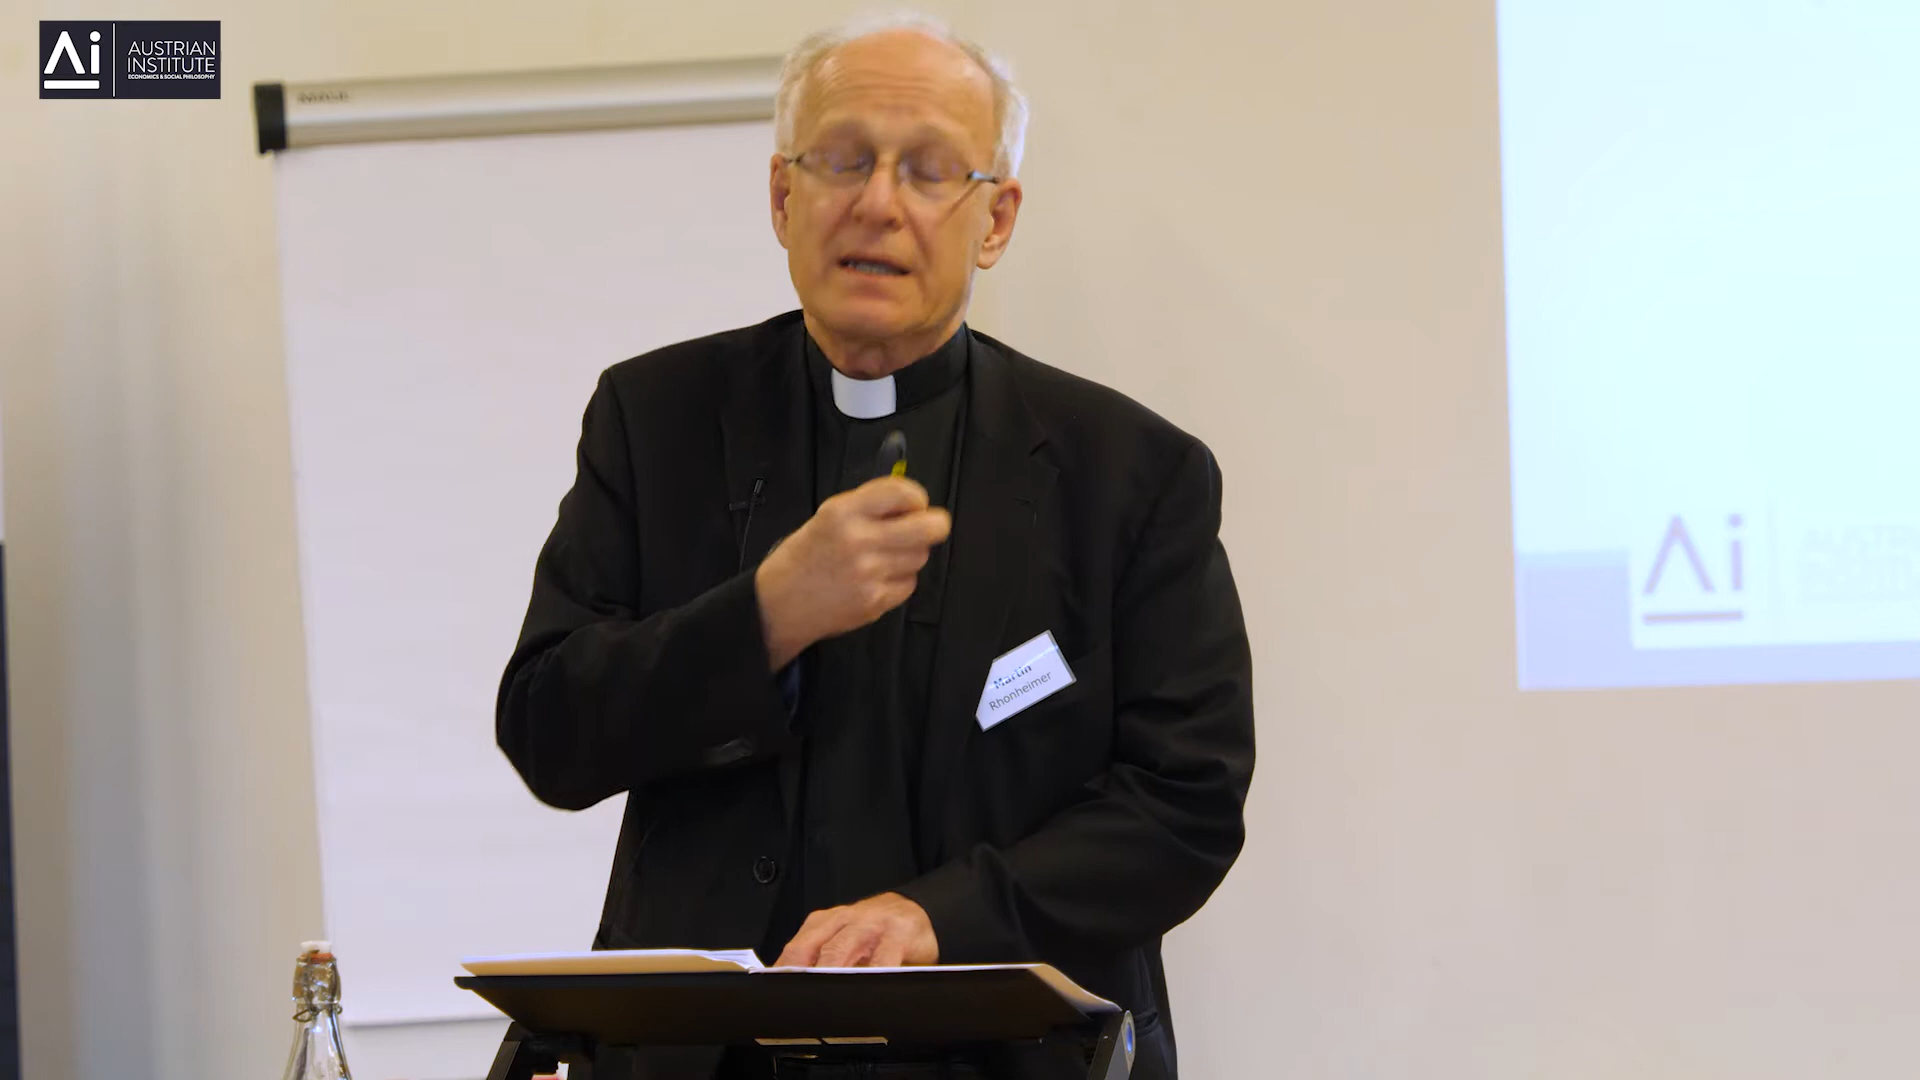 Ai
AUSTRIAN
INSTITUTE
ECONOMICS & SOCIAL PHILOSOPHY
Martin
Rhonheimer
Ai